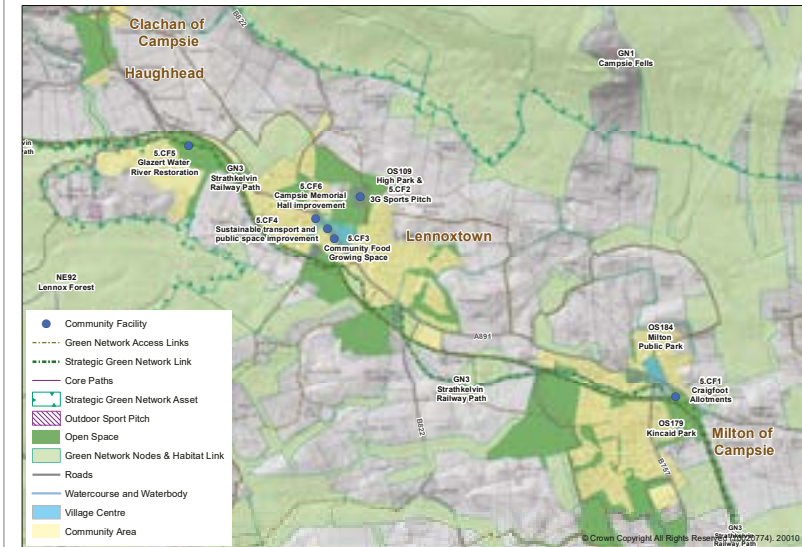 Clachan of
Campsie
Haughhead
B822
GN1
Campsie Fells
5.CF5
Glazert Water
River Restoration
GN3
Strathkelvin
Railway Path
OS109
High Park &
5.CF2
3G Sports Pitch
5.CF6
Campsie Memorial
Hall improvement
5.CF4
Sustainable transport and
public space improvement
5.CF3
Community Food
Growing Space
Lennoxtown
NE92
Lennox Forest
A891
GN3
Strathkelvin
Railway Path
B822
OS184
Milton
Public Park
5.CF1
Craigfoot
Allotments
OS179
Kincaid Park
B757
Milton of
Campsie
GN3
Strathkelvin
Railway Path
Community Facility
Green Network Access Links
Strategic Green Network Link
Core Paths
Strategic Green Network Asset
Outdoor Sport Pitch
Open Space
Green Network Nodes & Habitat Link
Roads
Watercourse and Waterbody
Village Centre
Community Area
© Crown Copyright All Rights Reserved 20010